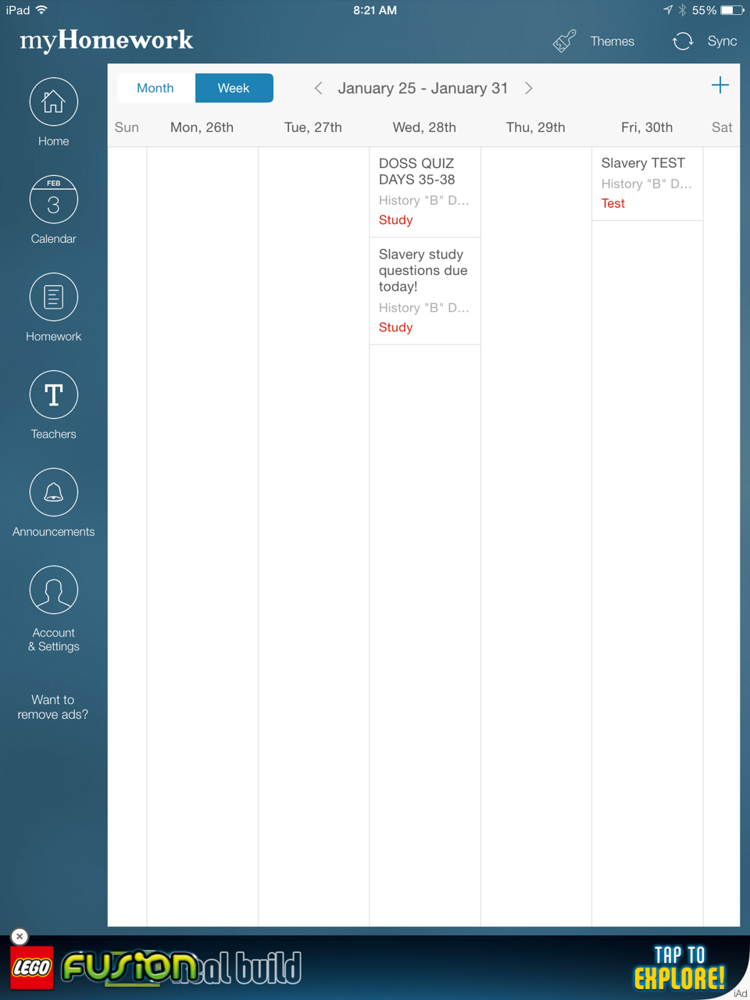 iPad
8:21 AM
55%
myHomework
Themes
Sync
Month
Week
January 25 - January 31
Sun
Mon, 26th
Tue, 27th
Wed, 28th
Thu, 29th
Fri, 30th
Sat
Home
FEB
3
Calendar
Homework
T
Teachers
Announcements
Account
& Settings
Want to
remove ads?
DOSS QUIZ
DAYS 35-38
History "B" D...
Study
Slavery study
questions due
today!
History "B" D...
Study
Slavery TEST
History "B" D...
Test
LEGO
FUSION
build
TAP TO
EXPLORE!
iAd